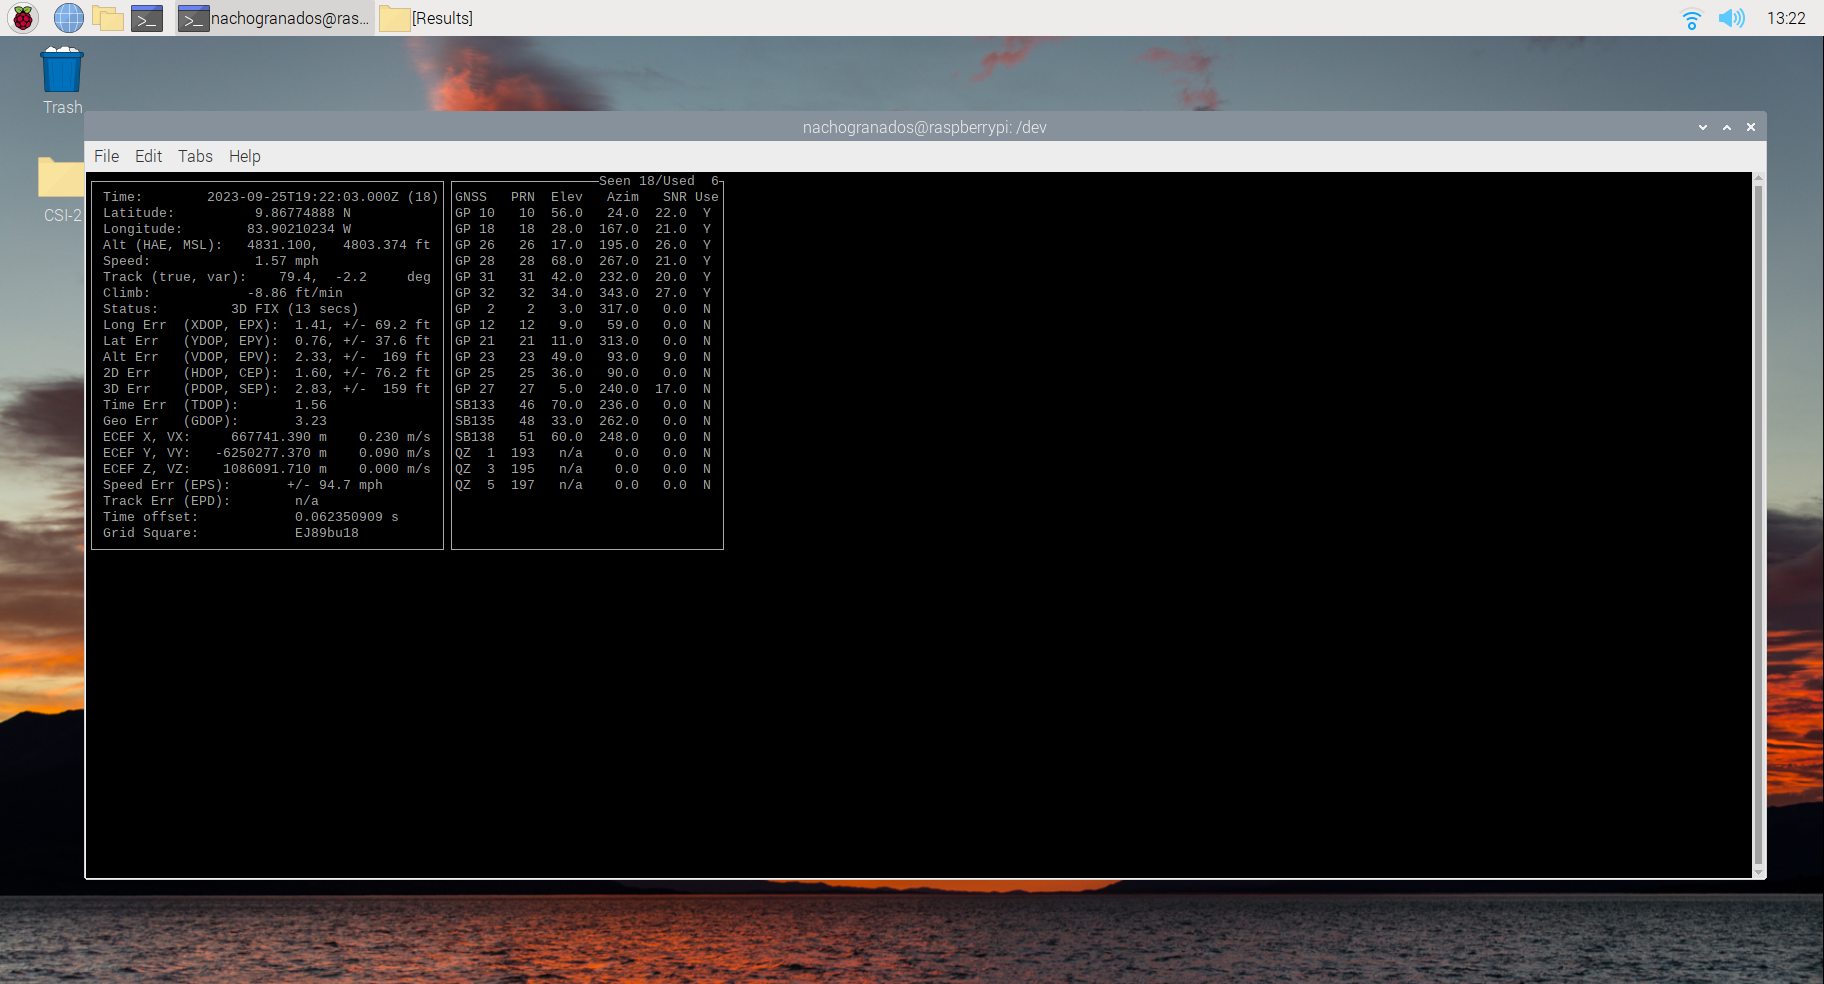 nachogranados@ras... [Results] 13:22
Trash
CSI-2
nachogranados@raspberrypi: /dev
File Edit Tabs Help
Time: 2023-09-25T19:22:03.000Z (18)
Latitude: 9.86774888 N
Longitude: 83.90210234 W
Alt (HAE, MSL): 4831.100, 4803.374 ft
Speed: 1.57 mph
Track (true, var): 79.4, -2.2 deg
Climb: -8.86 ft/min
Status: 3D FIX (13 secs)
Long Err (XDOP, EPX): 1.41, +/- 69.2 ft
Lat Err (YDOP, EPY): 0.76, +/- 37.6 ft
Alt Err (VDOP, EPV): 2.33, +/- 169 ft
2D Err (HDOP, CEP): 1.60, +/- 76.2 ft
3D Err (PDOP, SEP): 2.83, +/- 159 ft
Time Err (TDOP): 1.56
Geo Err (GDOP): 3.23
ECEF X, VX: 667741.390 m 0.230 m/s
ECEF Y, VY: -6250277.370 m 0.090 m/s
ECEF Z, VZ: 1086091.710 m 0.000 m/s
Speed Err (EPS): +/- 94.7 mph
Track Err (EPD): n/a
Time offset: 0.062350909 s
Grid Square: EJ89bu18
Seen 18/Used 6
GNSS PRN Elev Azim SNR Use
GP 10 10 56.0 24.0 22.0 Y
GP 18 18 28.0 167.0 21.0 Y
GP 26 26 17.0 195.0 26.0 Y
GP 28 28 68.0 267.0 21.0 Y
GP 31 31 42.0 232.0 20.0 Y
GP 32 32 34.0 343.0 27.0 Y
GP 2 2 3.0 317.0 0.0 N
GP 12 12 9.0 59.0 0.0 N
GP 21 21 11.0 313.0 0.0 N
GP 23 23 49.0 93.0 9.0 N
GP 25 25 36.0 90.0 0.0 N
GP 27 27 5.0 240.0 17.0 N
SB133 46 70.0 236.0 0.0 N
SB135 48 33.0 262.0 0.0 N
SB138 51 60.0 248.0 0.0 N
QZ 1 193 n/a 0.0 0.0 N
QZ 3 195 n/a 0.0 0.0 N
QZ 5 197 n/a 0.0 0.0 N